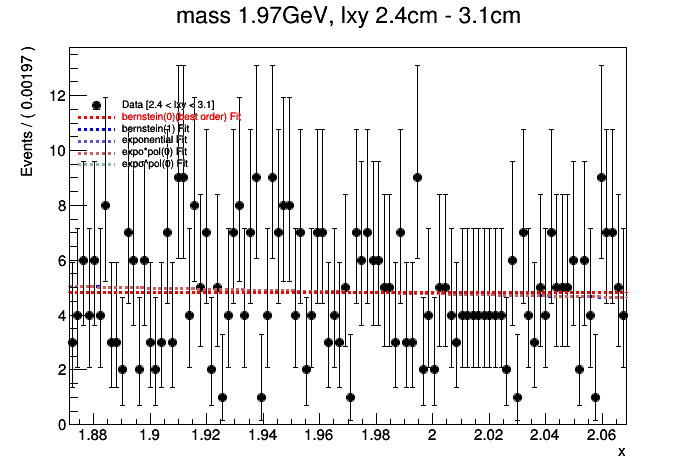 mass 1.97GeV, lxy 2.4cm - 3.1cm
Events / ( 0.00197 )
12
10
8
6
4
2
0
Data [2.4 < lxy < 3.1]
bernstein(0)(best order) Fit
bernstein(1) Fit
exponential Fit
expo*pol(0) Fit
expo*pol(0) Fit
1.88 1.9 1.92 1.94 1.96 1.98 2 2.02 2.04 2.06
x